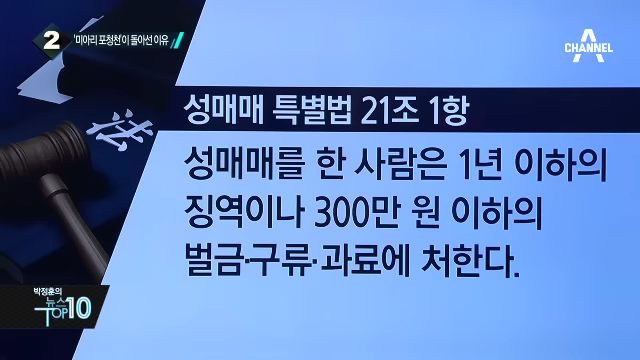 2 '미아리 포청천'이 돌아선 이유
CHANNEL A
法
성매매 특별법 21조 1항
성매매를 한 사람은 1년 이하의
징역이나 300만 원 이하의
벌금·구류·과료에 처한다.
박정훈의
뉴스
TOP10